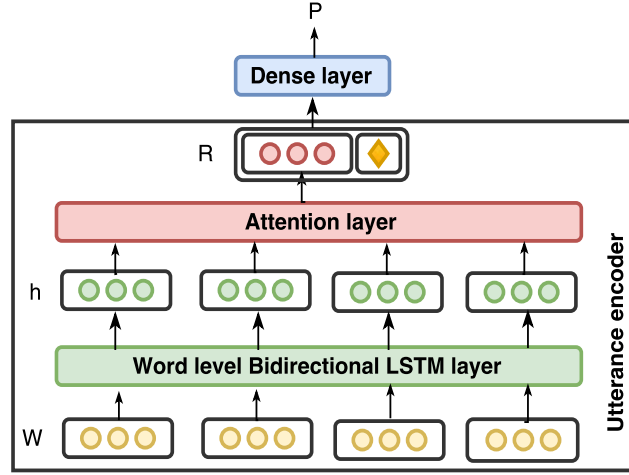 P
Dense layer
R
Attention layer
h
Word level Bidirectional LSTM layer
W
Utterance encoder